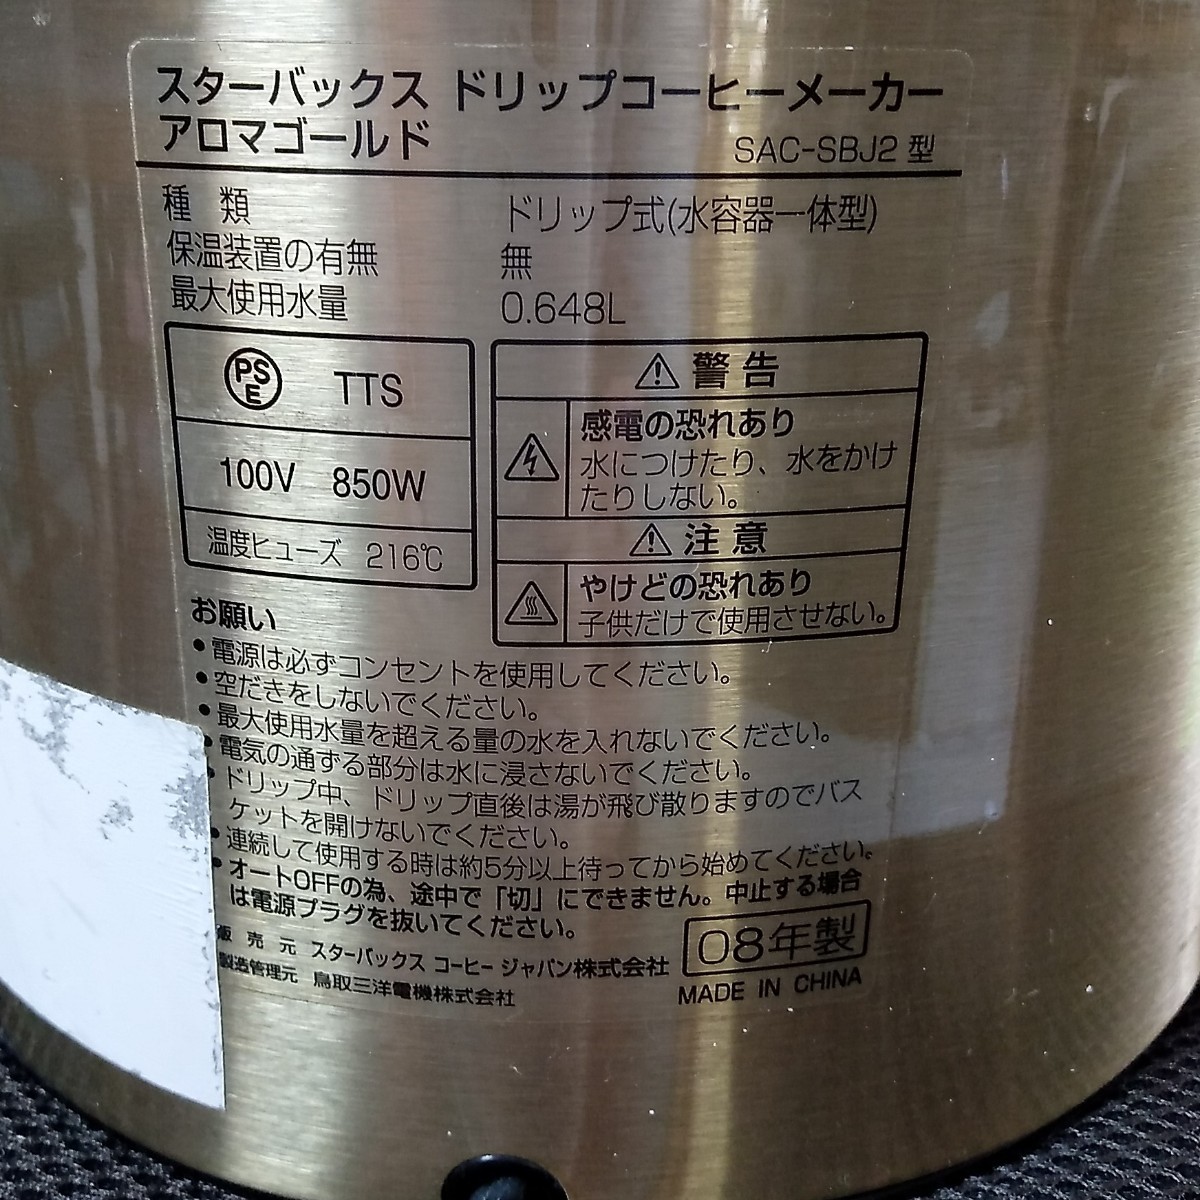 スターバックス ドリップコーヒーメーカー
アロマゴールド SAC-SBJ2 型
種 類 ドリップ式(水容器一体型)
保温装置の有無 無
最大使用水量 0.648L
PSE TTS
100V 850W
温度ヒューズ 216℃
⚠警告
感電の恐れあり
水につけたり、水をかけ
たりしない。
⚠注意
やけどの恐れあり
子供だけで使用させない。
お願い
●電源は必ずコンセントを使用してください。
●空だきをしないでください。
●最大使用水量を超える量の水を入れないでください。
●電気の通ずる部分は水に浸さないでください。
●ドリップ中、ドリップ直後は湯が飛び散りますのでバス
ケットを開けないでください。
●連続して使用する時は約5分以上待ってから始めてください。
●オートOFFの為、途中で「切」にできません。中止する場合
は電源プラグを抜いてください。
販売元 スターバックス コーヒー ジャパン株式会社
製造管理元 鳥取三洋電機株式会社
08年製
MADE IN CHINA